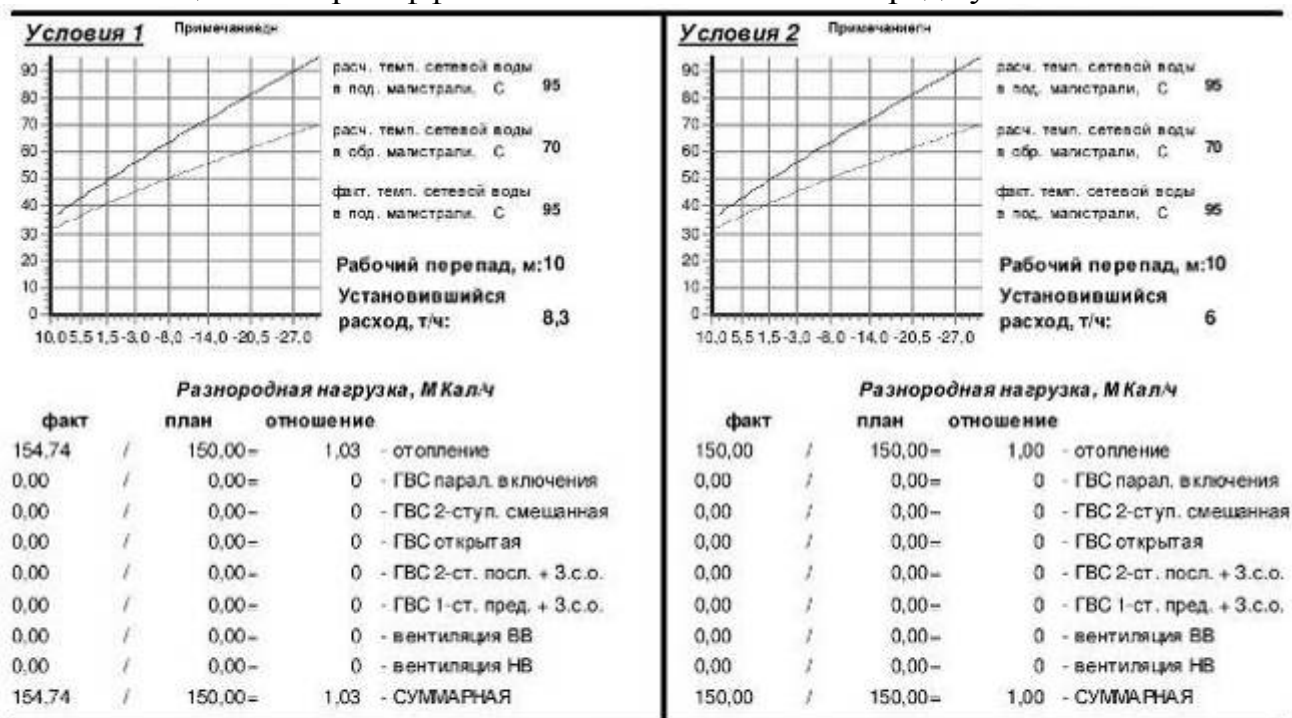 Условия 1
90
80
70
60
50
40
30
20
10
0
10,0 5,5 1,5 -3,0 -8,0 -14,0 -20,5 -27,0
расч. темп. сетевой воды
в под. магистрали, С 95
расч. темп. сетевой воды
в обр. магистрали, С 70
факт. темп. сетевой воды
в под. магистрали, С 95
Рабочий перепад, м:10
Установившийся
расход, т/ч: 8,3
Разнородная нагрузка, МКал/ч
факт план отношение
154,74 / 150,00= 1,03 - отопление
0,00 / 0,00= 0 - ГВС парал. включения
0,00 / 0,00= 0 - ГВС 2-ступ. смешанная
0,00 / 0,00= 0 - ГВС открытая
0,00 / 0,00= 0 - ГВС 2-ст. посл. + З.с.о.
0,00 / 0,00= 0 - ГВС 1-ст. пред. + З.с.о.
0,00 / 0,00= 0 - вентиляция ВВ
0,00 / 0,00= 0 - вентиляция НВ
154,74 / 150,00= 1,03 - СУММАРНАЯ
Условия 2
90
80
70
60
50
40
30
20
10
0
10,0 5,5 1,5 -3,0 -8,0 -14,0 -20,5 -27,0
расч. темп. сетевой воды
в под. магистрали, С 95
расч. темп. сетевой воды
в обр. магистрали, С 70
факт. темп. сетевой воды
в под. магистрали, С 95
Рабочий перепад, м:10
Установившийся
расход, т/ч: 6
Разнородная нагрузка, МКал/ч
факт план отношение
150,00 / 150,00= 1,00 - отопление
0,00 / 0,00= 0 - ГВС парал. включения
0,00 / 0,00= 0 - ГВС 2-ступ. смешанная
0,00 / 0,00= 0 - ГВС открытая
0,00 / 0,00= 0 - ГВС 2-ст. посл. + З.с.о.
0,00 / 0,00= 0 - ГВС 1-ст. пред. + З.с.о.
0,00 / 0,00= 0 - вентиляция ВВ
0,00 / 0,00= 0 - вентиляция НВ
150,00 / 150,00= 1,00 - СУММАРНАЯ